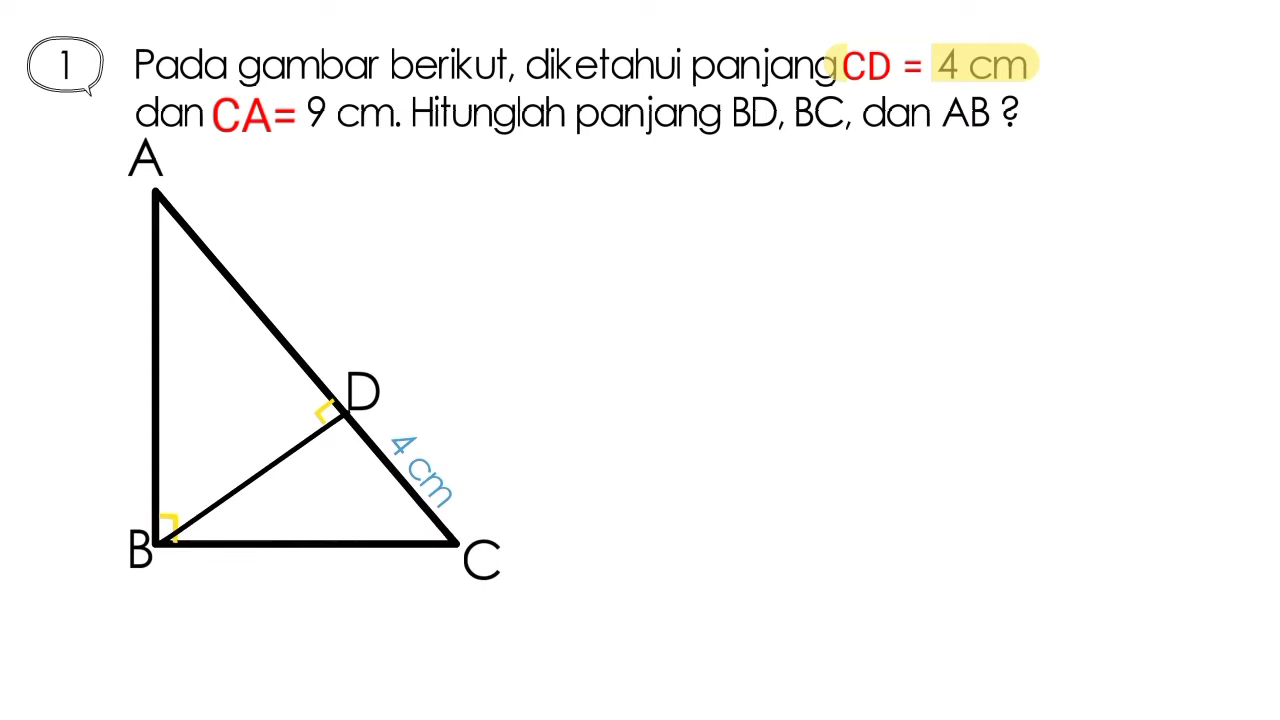 1
Pada gambar berikut, diketahui panjang CD = 4 cm
dan CA= 9 cm. Hitunglah panjang BD, BC, dan AB ?
A
D
4 cm
B
C